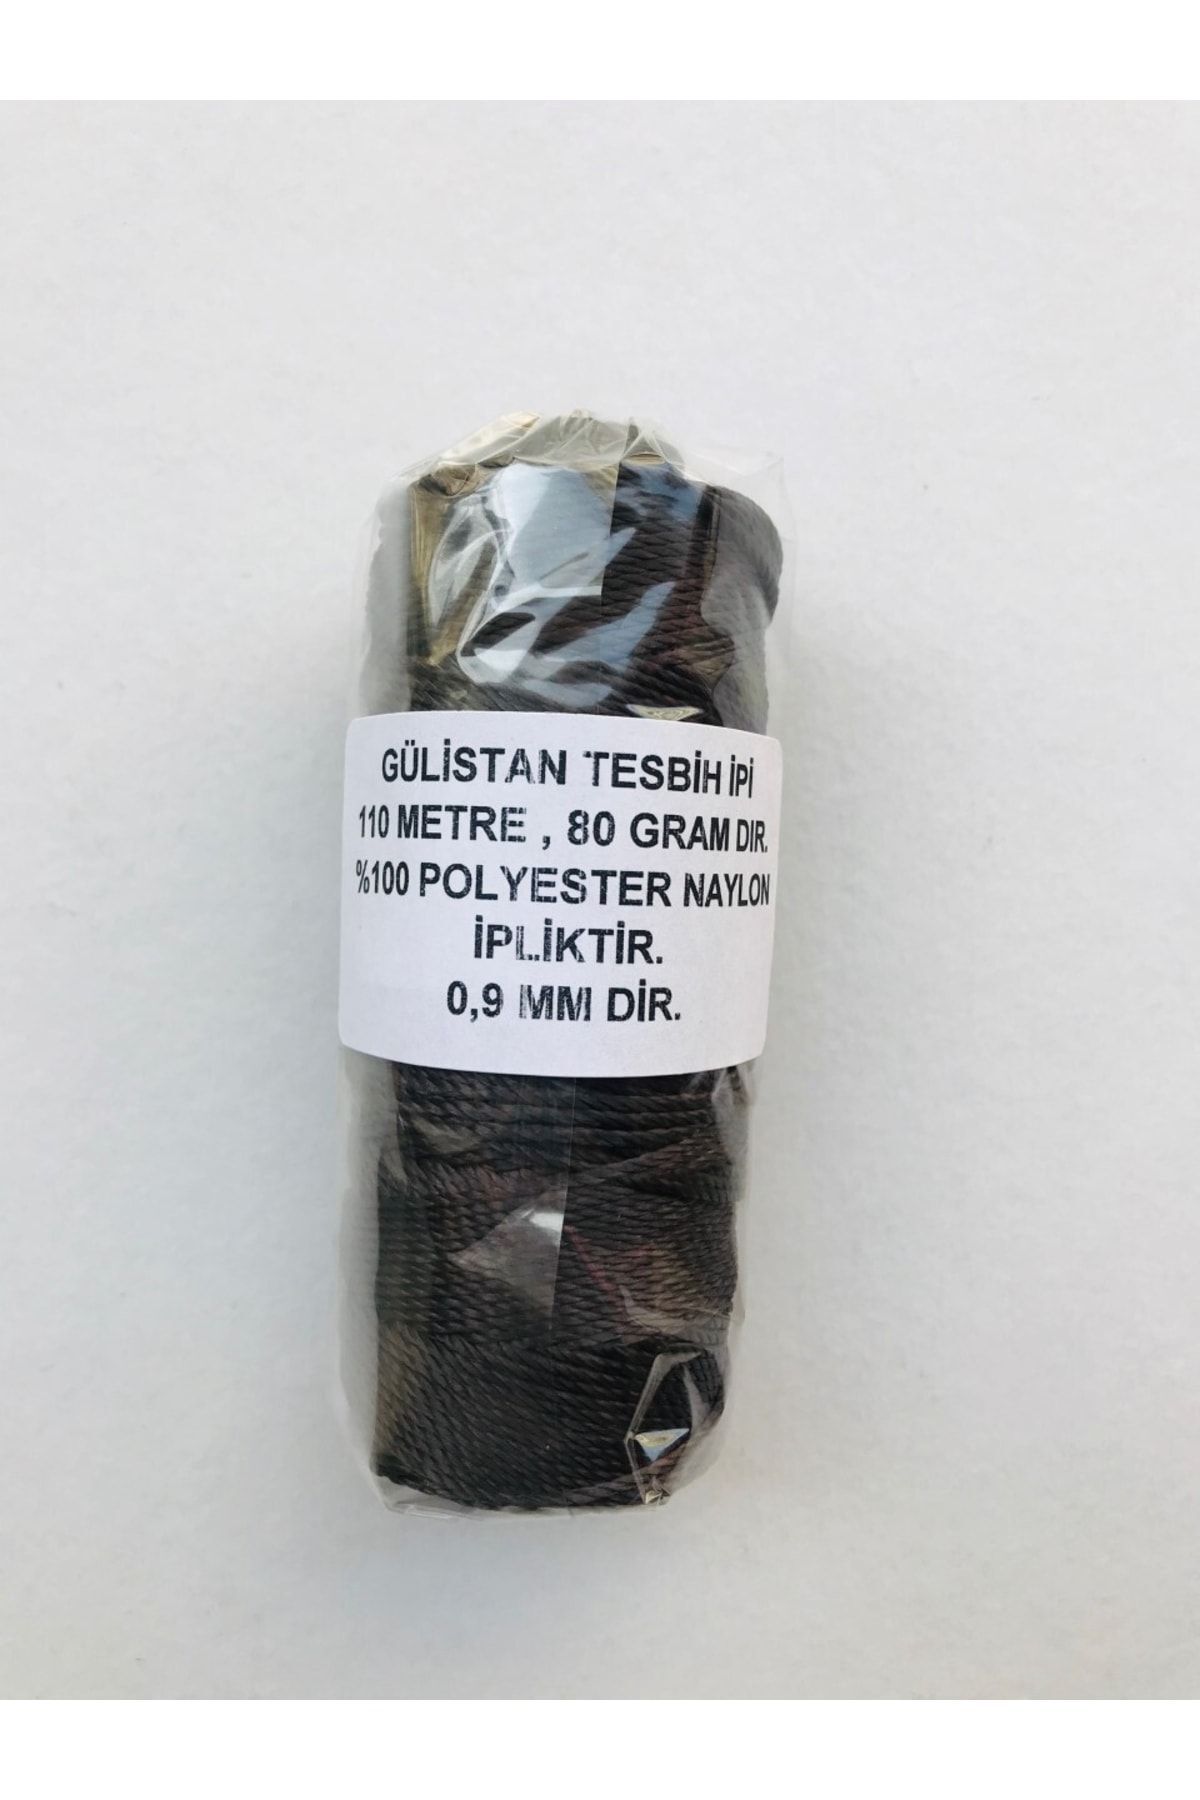 GÜLİSTAN TESBİH İPİ
110 METRE , 80 GRAM DIR.
%100 POLYESTER NAYLON
İPLİKTİR.
0,9 MM DİR.